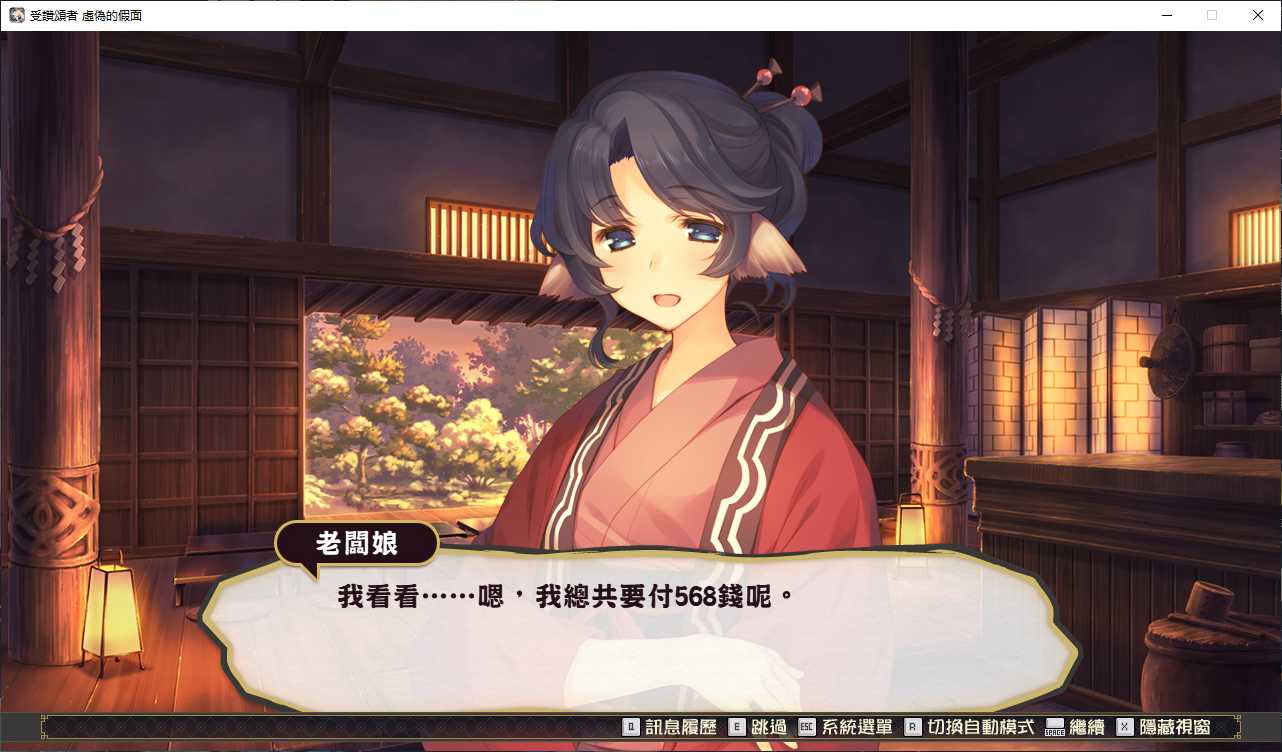 受讚頌者 虛偽的假面
老闆娘
我看看……嗯，我總共要付568錢呢。
Q 訊息履歷 E 跳過 ESC 系統選單 R 切換自動模式 SPACE 繼續 X 隱藏視窗